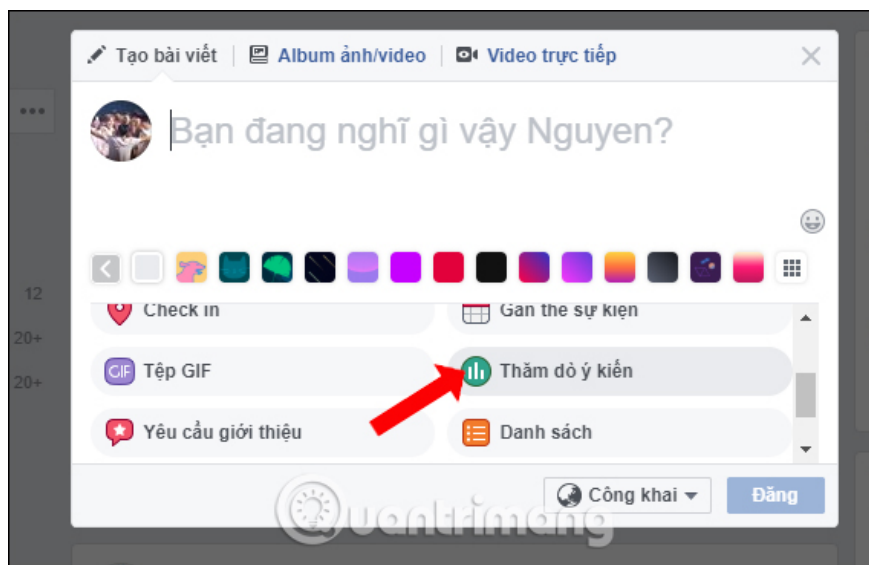 Tạo bài viết Album ảnh/video Video trực tiếp
Bạn đang nghĩ gì vậy Nguyen?
12
20+
20+
Check in Gắn thẻ sự kiện
GIF Tệp GIF Thăm dò ý kiến
Yêu cầu giới thiệu Danh sách
Công khai Đăng
Quantrimang